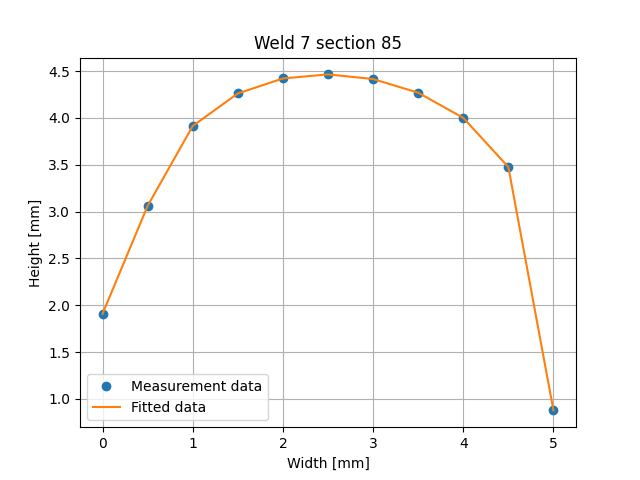 Weld 7 section 85
Height [mm]
4.5
4.0
3.5
3.0
2.5
2.0
1.5
1.0
Measurement data
Fitted data
0 1 2 3 4 5
Width [mm]